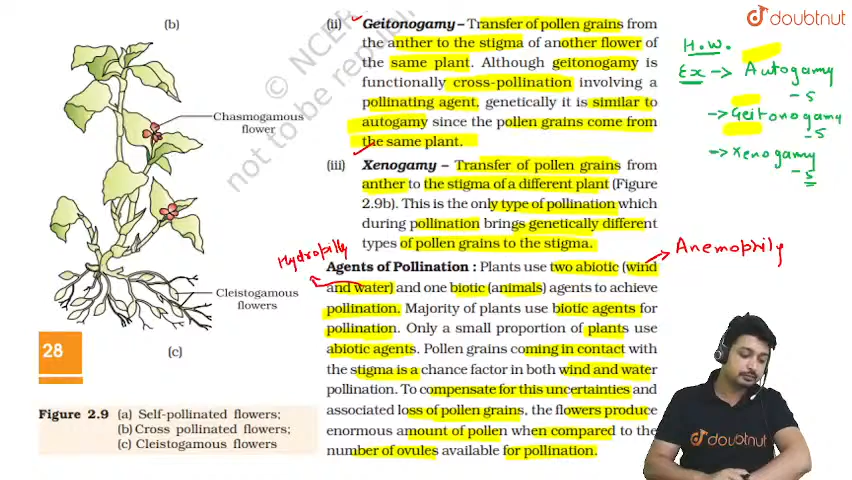 (b)
Chasmogamous
flower
Cleistogamous
flowers
28
(c)
Figure 2.9 (a) Self-pollinated flowers;
(b) Cross pollinated flowers;
(c) Cleistogamous flowers
© NCER
not to be republi
(ii) Geitonogamy – Transfer of pollen grains from
the anther to the stigma of another flower of
the same plant. Although geitonogamy is
functionally cross-pollination involving a
pollinating agent, genetically it is similar to
autogamy since the pollen grains come from
the same plant.
(iii) Xenogamy – Transfer of pollen grains from
anther to the stigma of a different plant (Figure
2.9b). This is the only type of pollination which
during pollination brings genetically different
types of pollen grains to the stigma.
Hydropily
Anemophily
Agents of Pollination : Plants use two abiotic (wind
and water) and one biotic (animals) agents to achieve
pollination. Majority of plants use biotic agents for
pollination. Only a small proportion of plants use
abiotic agents. Pollen grains coming in contact with
the stigma is a chance factor in both wind and water
pollination. To compensate for this uncertainties and
associated loss of pollen grains, the flowers produce
enormous amount of pollen when compared to the
number of ovules available for pollination.
doubtnut
H.W.
Ex → Autogamy
- 5
→ Geitonogamy
- 5
→ Xenogamy
- 5
doubtnut